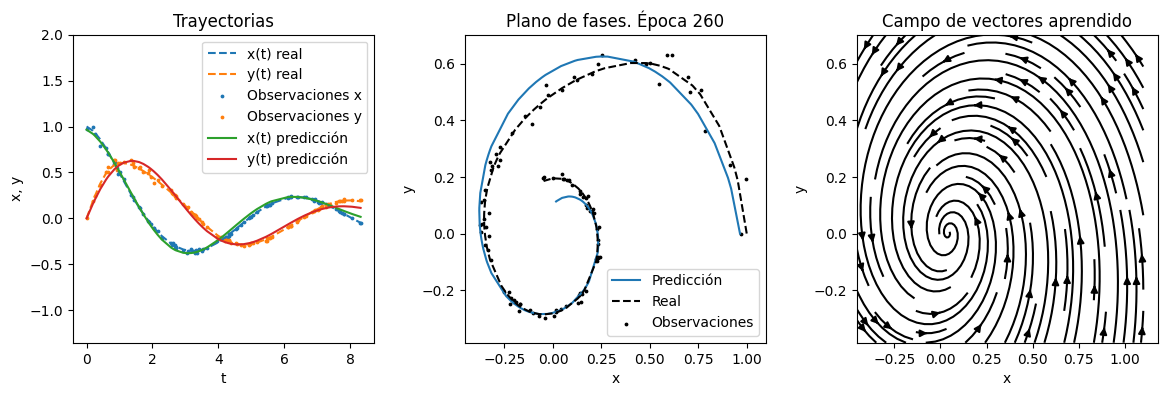 Trayectorias
2.0
1.5
1.0
0.5
0.0
−0.5
−1.0
x, y
0
2
4
6
8
t
x(t) real
y(t) real
Observaciones x
Observaciones y
x(t) predicción
y(t) predicción
Plano de fases. Época 260
0.6
0.4
0.2
0.0
−0.2
y
−0.25
0.00
0.25
0.50
0.75
1.00
x
Predicción
Real
Observaciones
Campo de vectores aprendido
0.6
0.4
0.2
0.0
−0.2
y
−0.25
0.00
0.25
0.50
0.75
1.00
x